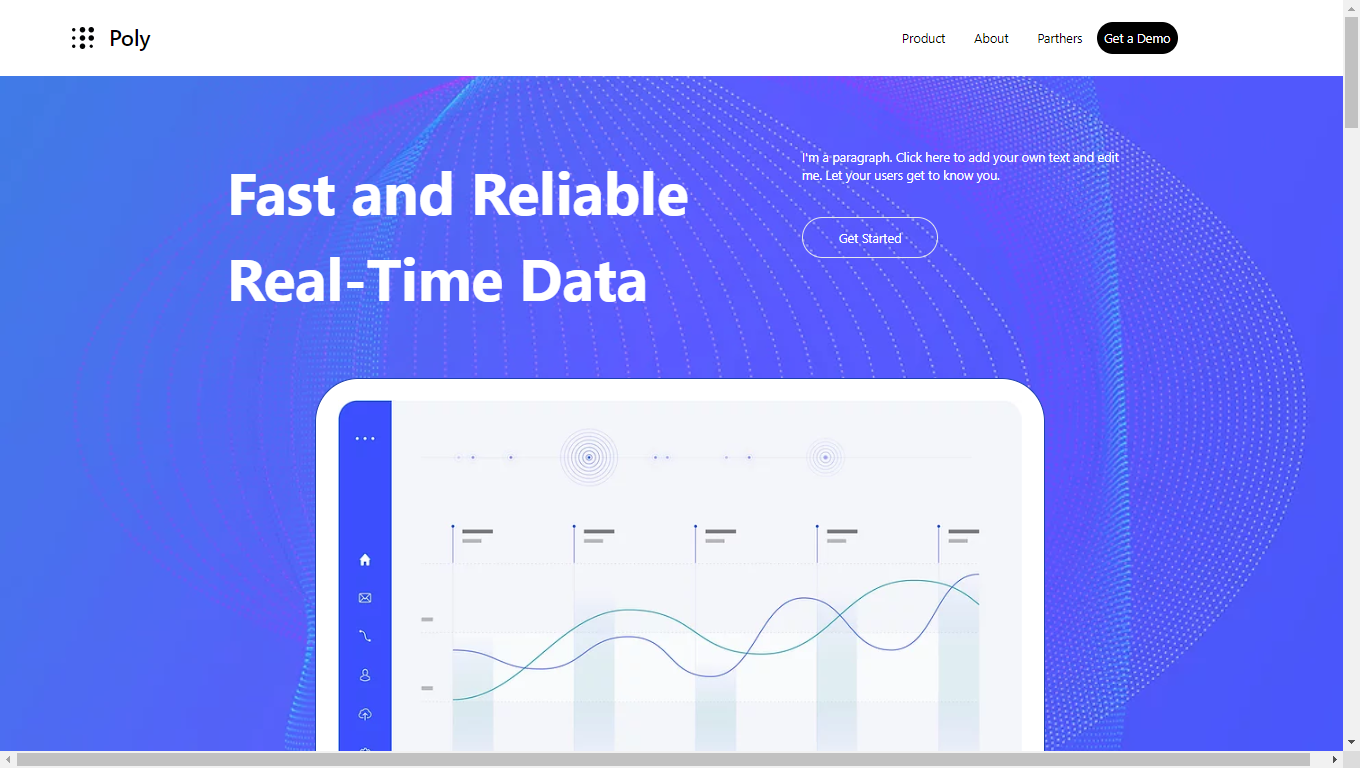 Poly
Product
About
Parthers
Get a Demo
Fast and Reliable
Real-Time Data
I'm a paragraph. Click here to add your own text and edit
me. Let your users get to know you.
Get Started